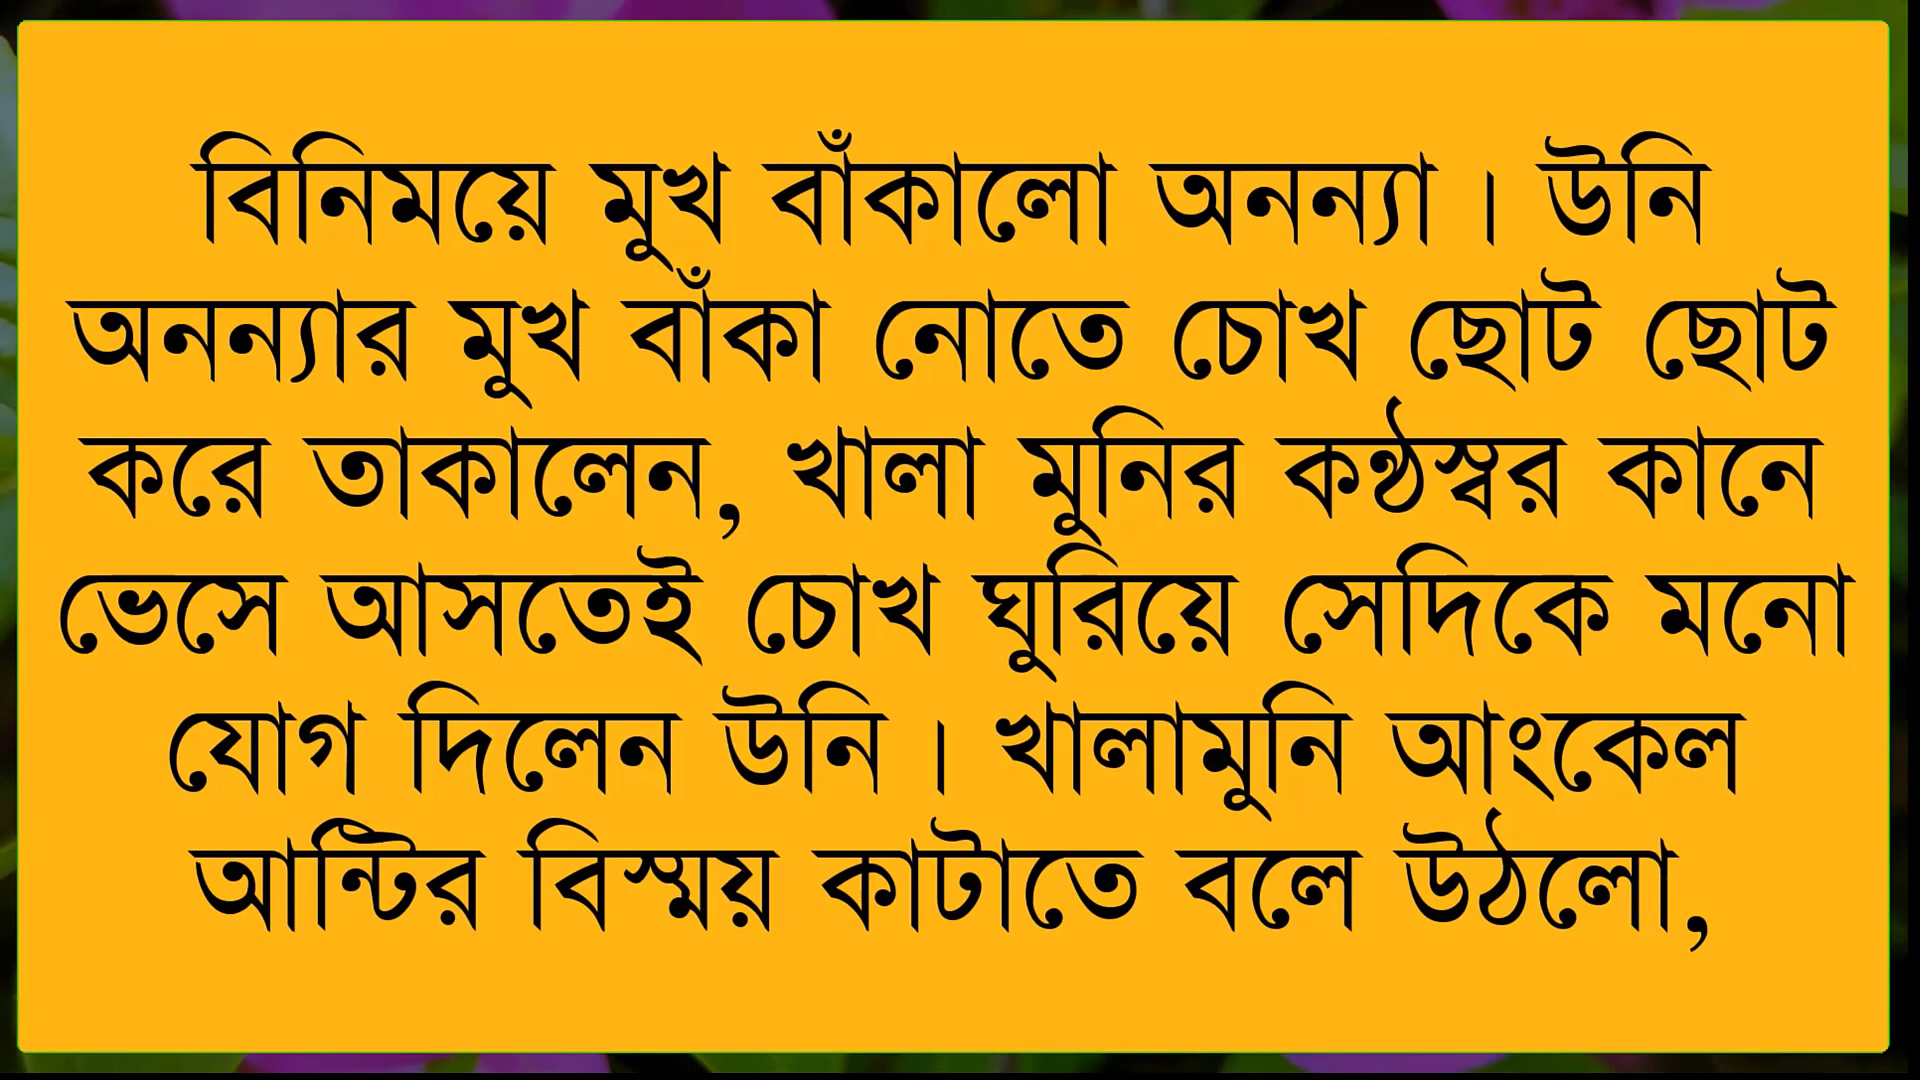 বিনিময়ে মুখ বাঁকালো অনন্যা। উনি
অনন্যার মুখ বাঁকা নোতে চোখ ছোট ছোট
করে তাকালেন, খালা মুনির কণ্ঠস্বর কানে
ভেসে আসতেই চোখ ঘুরিয়ে সেদিকে মনো
যোগ দিলেন উনি। খালামুনি আংকেল
আন্টির বিস্ময় কাটাতে বলে উঠলো,